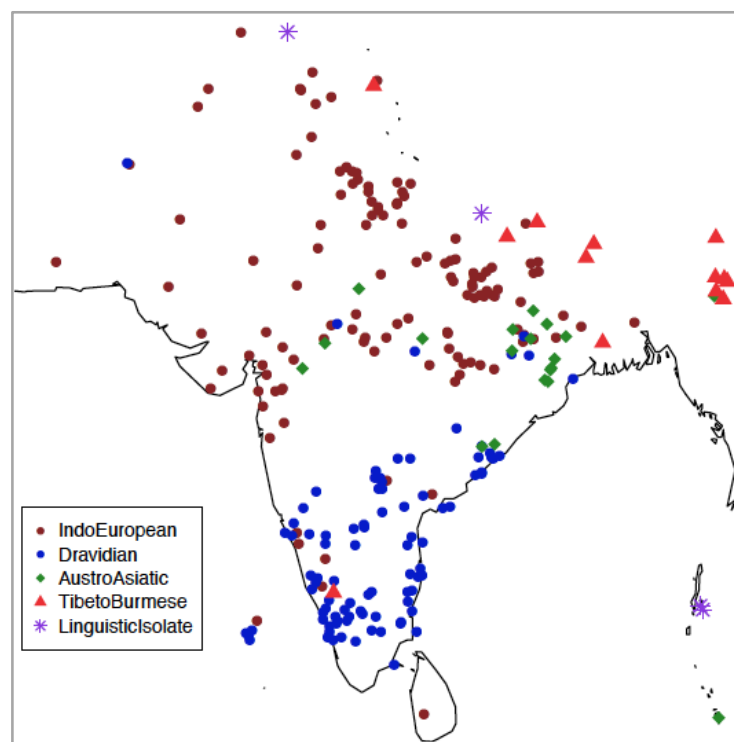 IndoEuropean
Dravidian
AustroAsiatic
TibetoBurmese
LinguisticIsolate